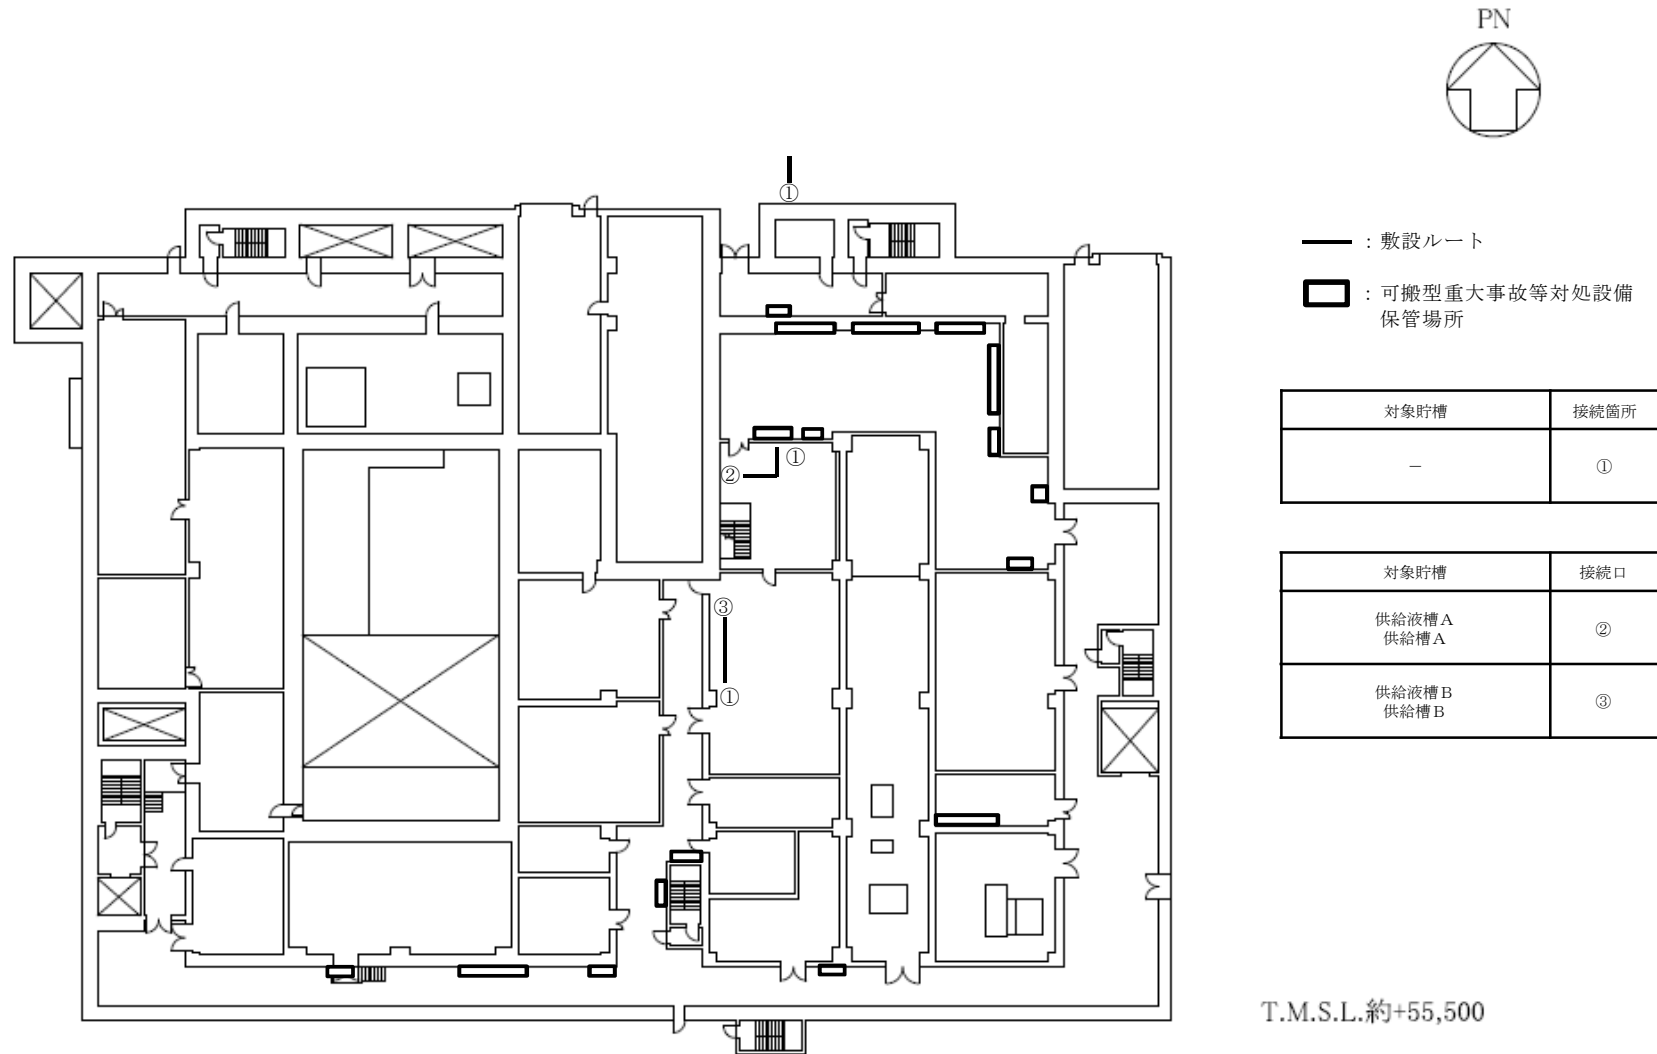 PN
①
：敷設ルート
：可搬型重大事故等対処設備
保管場所
対象貯槽 接続箇所
－ ①
①
②
対象貯槽 接続口
供給液槽Ａ
供給槽Ａ
②
供給液槽Ｂ
供給槽Ｂ
③
③
①
T.M.S.L.約+55,500